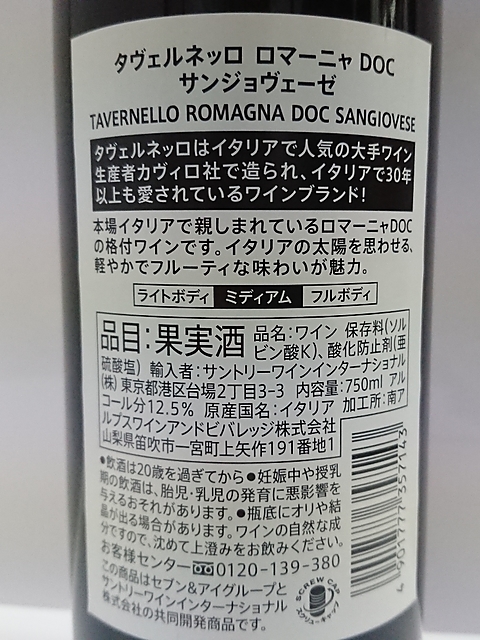 タヴェルネッロ ロマーニャ DOC
サンジョヴェーゼ
TAVERNELLO ROMAGNA DOC SANGIOVESE
タヴェルネッロはイタリアで人気の大手ワイン
生産者カヴィロ社で造られ、イタリアで30年
以上も愛されているワインブランド!
本場イタリアで親しまれているロマーニャDOC
の格付ワインです。イタリアの太陽を思わせる、
軽やかでフルーティな味わいが魅力。
ライトボディ ミディアム フルボディ
品目:果実酒 品名:ワイン 保存料(ソル
ビン酸K)、酸化防止剤(亜
硫酸塩) 輸入者:サントリーワインインターナショナル
(株) 東京都港区台場2丁目3-3 内容量:750ml アル
コール分12.5% 原産国名:イタリア 加工所:南ア
ルプスワインアンドビバレッジ株式会社
山梨県笛吹市一宮町上矢作191番地1
●飲酒は20歳を過ぎてから ●妊娠中や授乳
期の飲酒は、胎児・乳児の発育に悪影響を
与えるおそれがあります。●瓶底にオリや結
晶が出る場合があります。ワインの自然な成
分ですので、沈めて上澄みをお飲みください。
お客様センター 0120-139-380
この商品はセブン&アイグループと
サントリーワインインターナショナル
株式会社の共同開発商品です。
SCREW CAP
スクリューキャップ
4 901777 357143